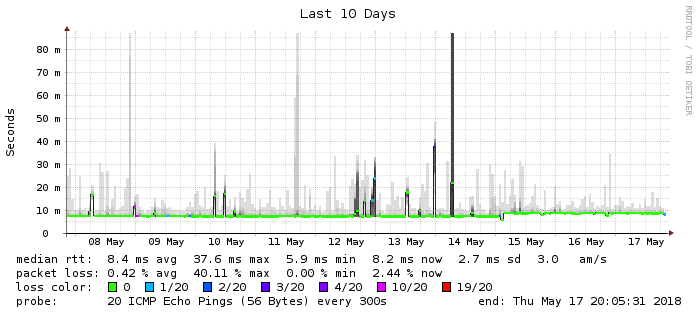 Last 10 Days
RRDTOOL / TOBI OETIKER
Seconds
80 m
70 m
60 m
50 m
40 m
30 m
20 m
10 m
0
08 May 09 May 10 May 11 May 12 May 13 May 14 May 15 May 16 May 17 May
median rtt: 8.4 ms avg 37.6 ms max 5.9 ms min 8.2 ms now 2.7 ms sd 3.0 am/s
packet loss: 0.42 % avg 40.11 % max 0.00 % min 2.44 % now
loss color: 0 1/20 2/20 3/20 4/20 10/20 19/20
probe: 20 ICMP Echo Pings (56 Bytes) every 300s end: Thu May 17 20:05:31 2018